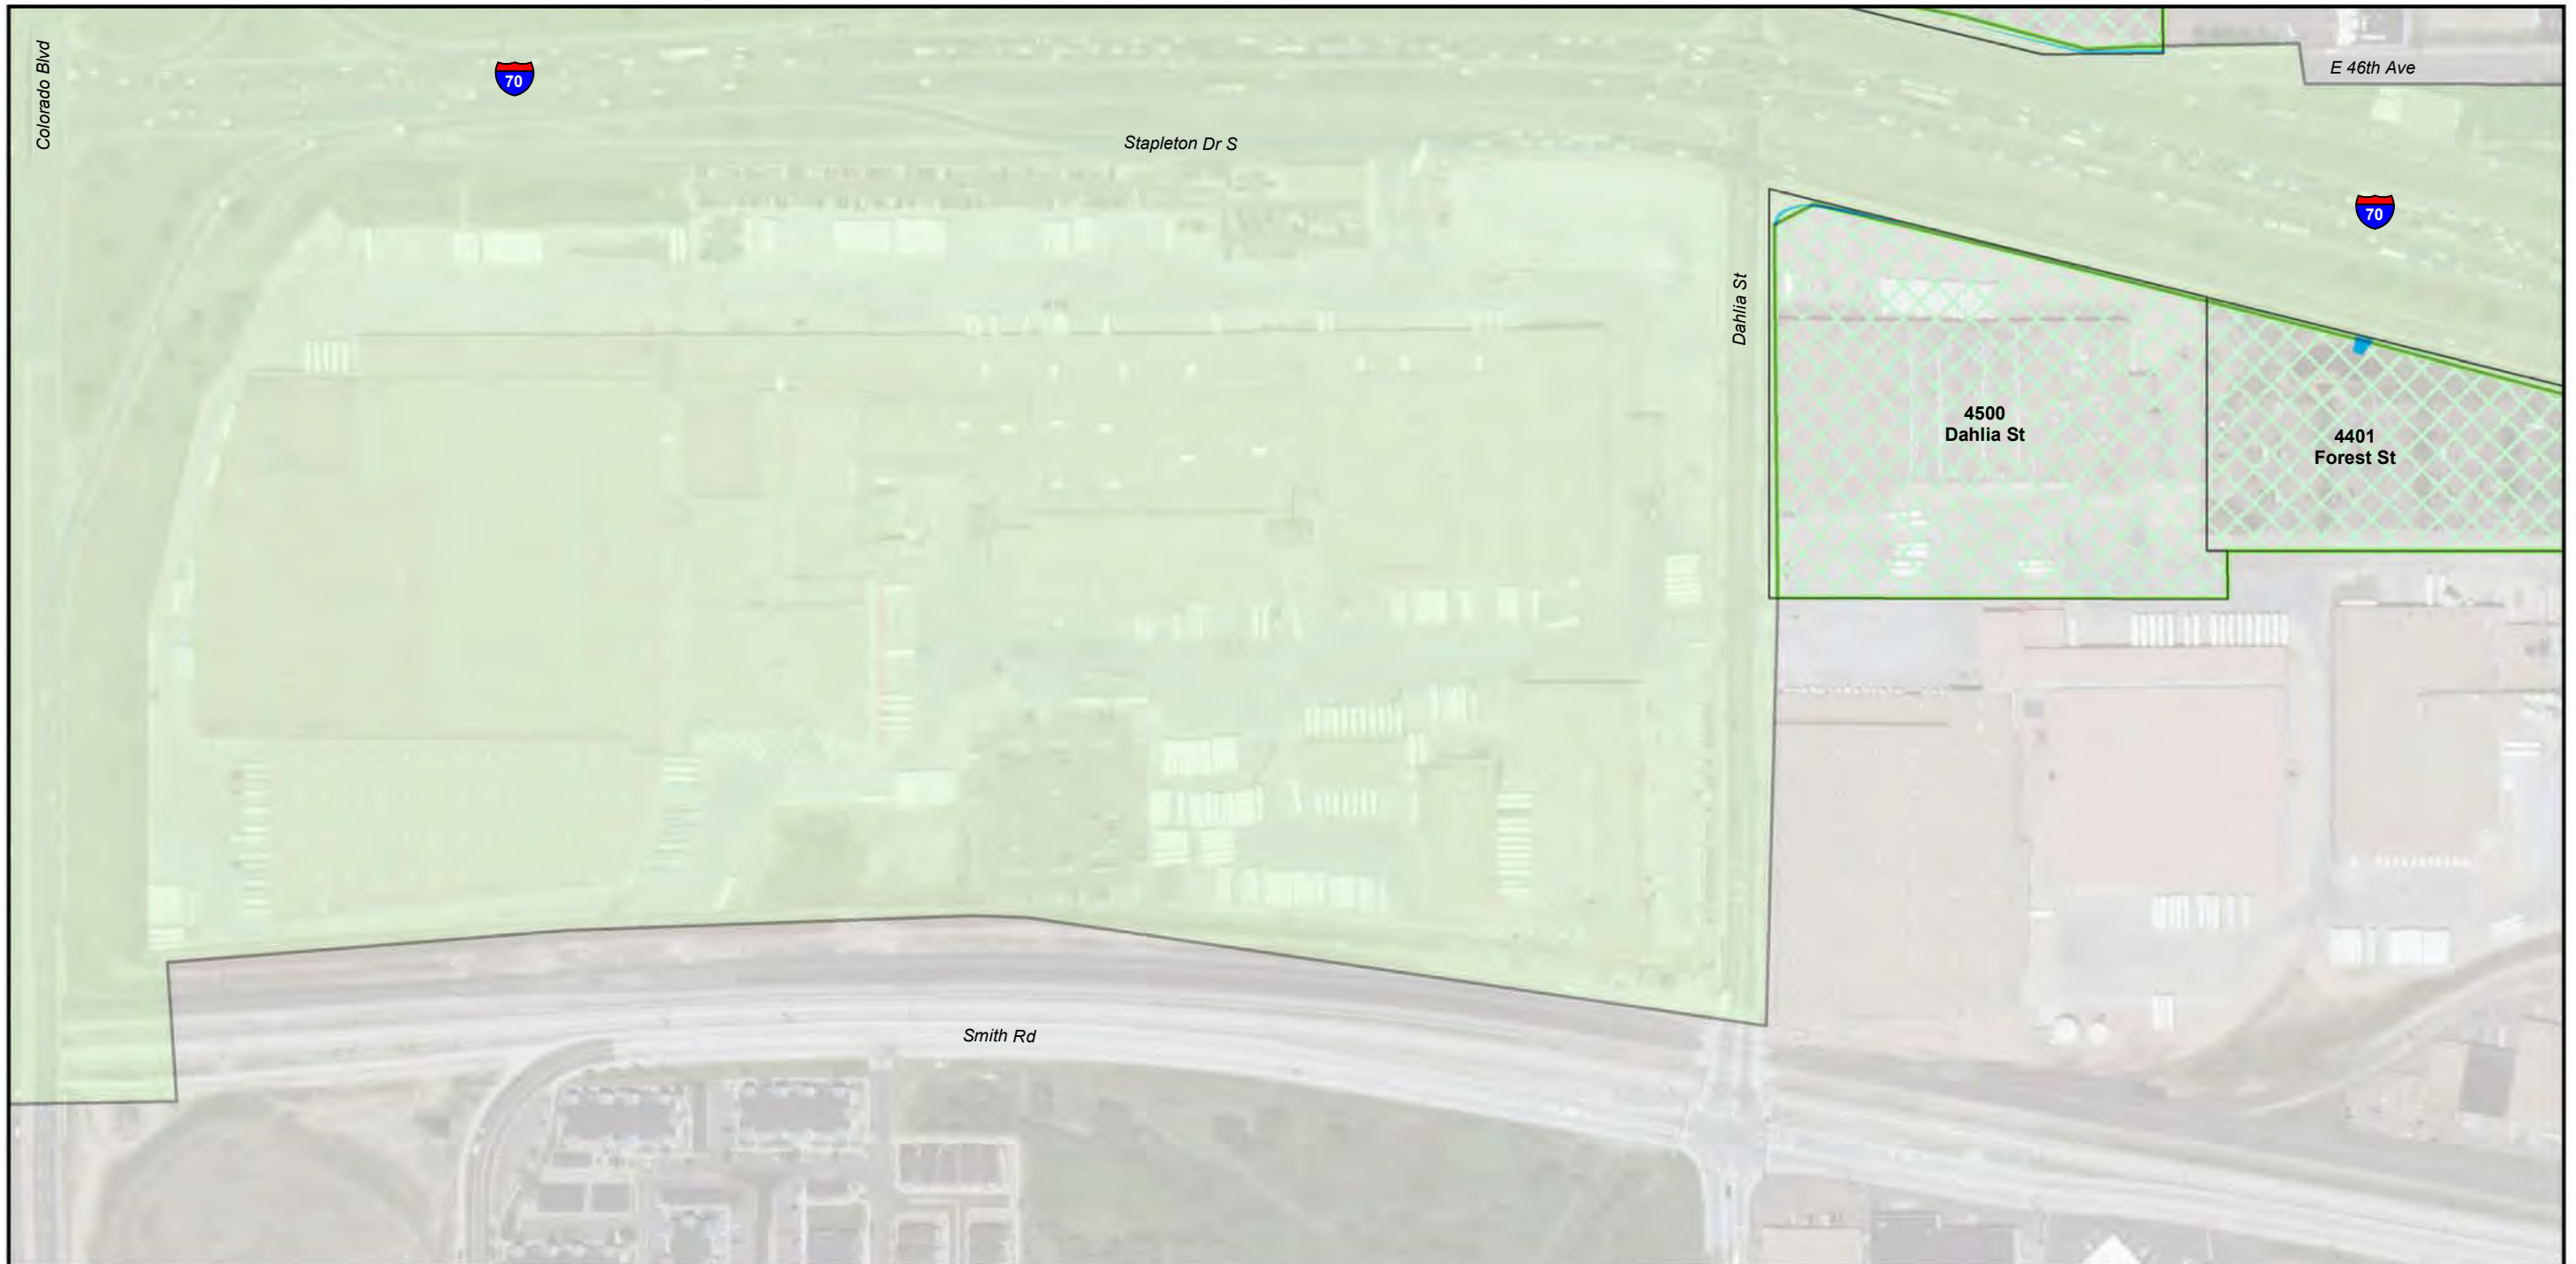 Colorado Blvd
70
Stapleton Dr S
E 46th Ave
70
Dahlia St
4500
Dahlia St
4401
Forest St
Smith Rd